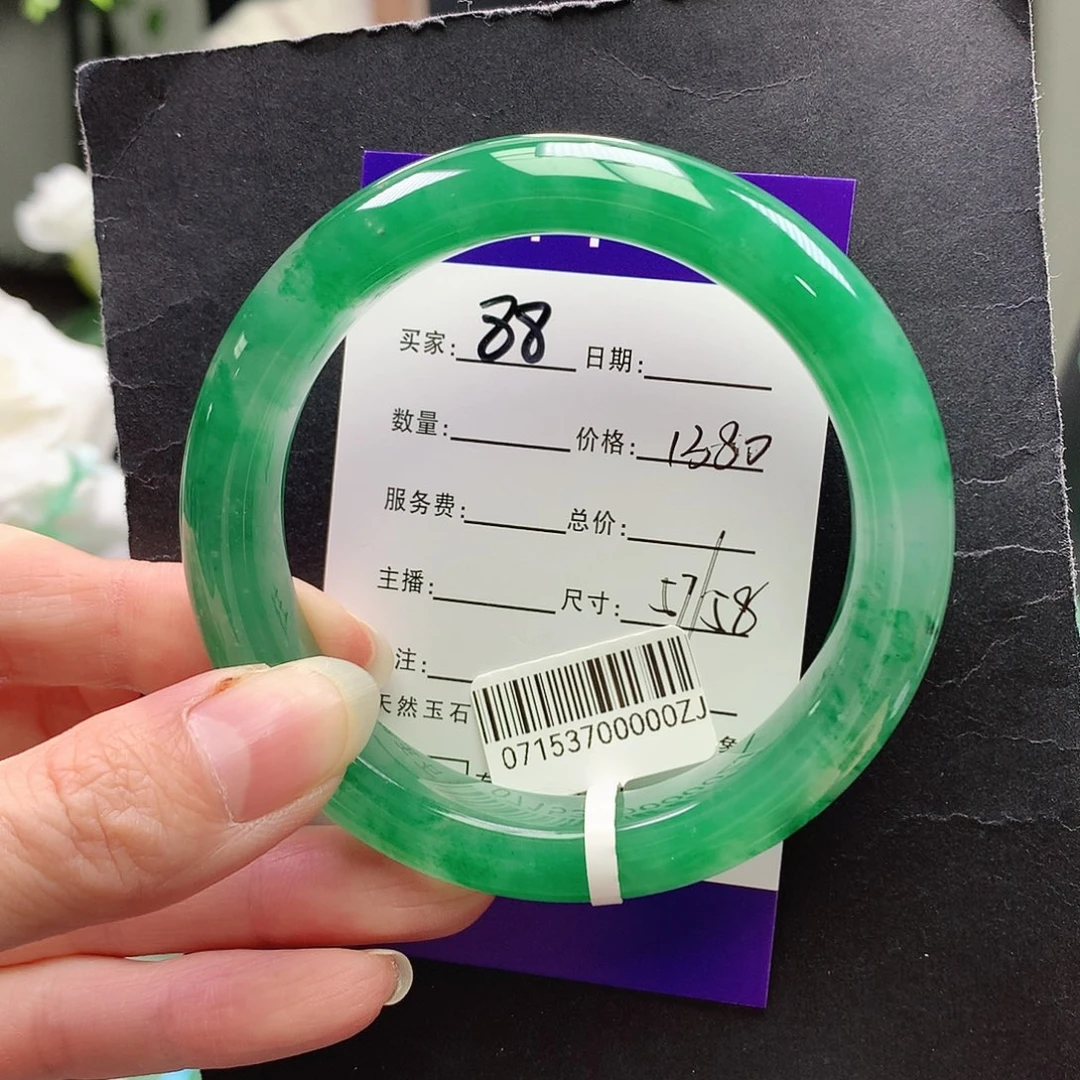 买家: 88 日期:
数量: 价格: 1380
服务费: 总价:
主播: 尺寸: 57/58
注:
天然玉石
07153700000ZJ